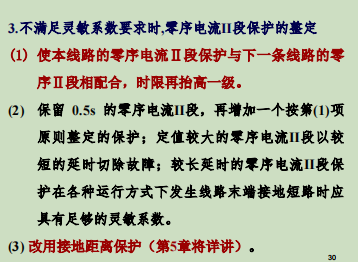 3.不满足灵敏系数要求时,零序电流II段保护的整定
(1) 使本线路的零序电流Ⅱ段保护与下一条线路的零
序Ⅱ段相配合，时限再抬高一级。
(2) 保留 0.5s 的零序电流II段，再增加一个按第(1)项
原则整定的保护；定值较大的零序电流II段以较
短的延时切除故障；较长延时的零序电流II段保
护在各种运行方式下发生线路末端接地短路时应
具有足够的灵敏系数。
(3) 改用接地距离保护（第5章将详讲）。
30